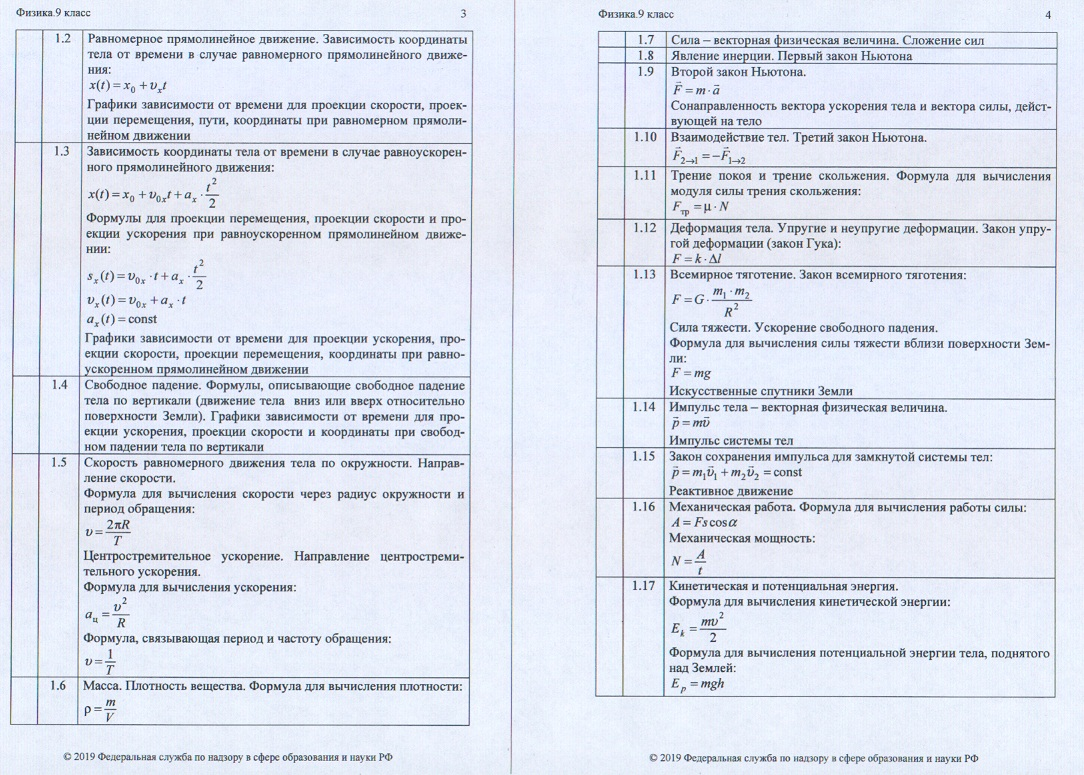 Физика.9 класс 3
1.2 Равномерное прямолинейное движение. Зависимость координаты
тела от времени в случае равномерного прямолинейного движе-
ния:
x(t) = x₀ + υₓt
Графики зависимости от времени для проекции скорости, проек-
ции перемещения, пути, координаты при равномерном прямоли-
нейном движении
1.3 Зависимость координаты тела от времени в случае равноускорен-
ного прямолинейного движения:
x(t) = x₀ + υ₀ₓt + aₓ · t²/2
Формулы для проекции перемещения, проекции скорости и про-
екции ускорения при равноускоренном прямолинейном движе-
нии:
sₓ(t) = υ₀ₓ · t + aₓ · t²/2
υₓ(t) = υ₀ₓ + aₓ · t
aₓ(t) = const
Графики зависимости от времени для проекции ускорения, про-
екции скорости, проекции перемещения, координаты при равно-
ускоренном прямолинейном движении
1.4 Свободное падение. Формулы, описывающие свободное падение
тела по вертикали (движение тела вниз или вверх относительно
поверхности Земли). Графики зависимости от времени для про-
екции ускорения, проекции скорости и координаты при свобод-
ном падении тела по вертикали
1.5 Скорость равномерного движения тела по окружности. Направ-
ление скорости.
Формула для вычисления скорости через радиус окружности и
период обращения:
υ = 2πR/T
Центростремительное ускорение. Направление центростреми-
тельного ускорения.
Формула для вычисления ускорения:
a_ц = υ²/R
Формула, связывающая период и частоту обращения:
ν = 1/T
1.6 Масса. Плотность вещества. Формула для вычисления плотности:
ρ = m/V
© 2019 Федеральная служба по надзору в сфере образования и науки РФ
Физика.9 класс 4
1.7 Сила – векторная физическая величина. Сложение сил
1.8 Явление инерции. Первый закон Ньютона
1.9 Второй закон Ньютона.
F⃗ = m · a⃗
Сонаправленность вектора ускорения тела и вектора силы, дейст-
вующей на тело
1.10 Взаимодействие тел. Третий закон Ньютона.
F⃗₂→₁ = −F⃗₁→₂
1.11 Трение покоя и трение скольжения. Формула для вычисления
модуля силы трения скольжения:
F_тр = μ · N
1.12 Деформация тела. Упругие и неупругие деформации. Закон упру-
гой деформации (закон Гука):
F = k · Δl
1.13 Всемирное тяготение. Закон всемирного тяготения:
F = G · m₁ · m₂/R²
Сила тяжести. Ускорение свободного падения.
Формула для вычисления силы тяжести вблизи поверхности Зем-
ли:
F = mg
Искусственные спутники Земли
1.14 Импульс тела – векторная физическая величина.
p⃗ = mυ⃗
Импульс системы тел
1.15 Закон сохранения импульса для замкнутой системы тел:
p⃗ = m₁υ⃗₁ + m₂υ⃗₂ = const
Реактивное движение
1.16 Механическая работа. Формула для вычисления работы силы:
A = Fs cos α
Механическая мощность:
N = A/t
1.17 Кинетическая и потенциальная энергия.
Формула для вычисления кинетической энергии:
Eₖ = mυ²/2
Формула для вычисления потенциальной энергии тела, поднятого
над Землей:
Eₚ = mgh
© 2019 Федеральная служба по надзору в сфере образования и науки РФ